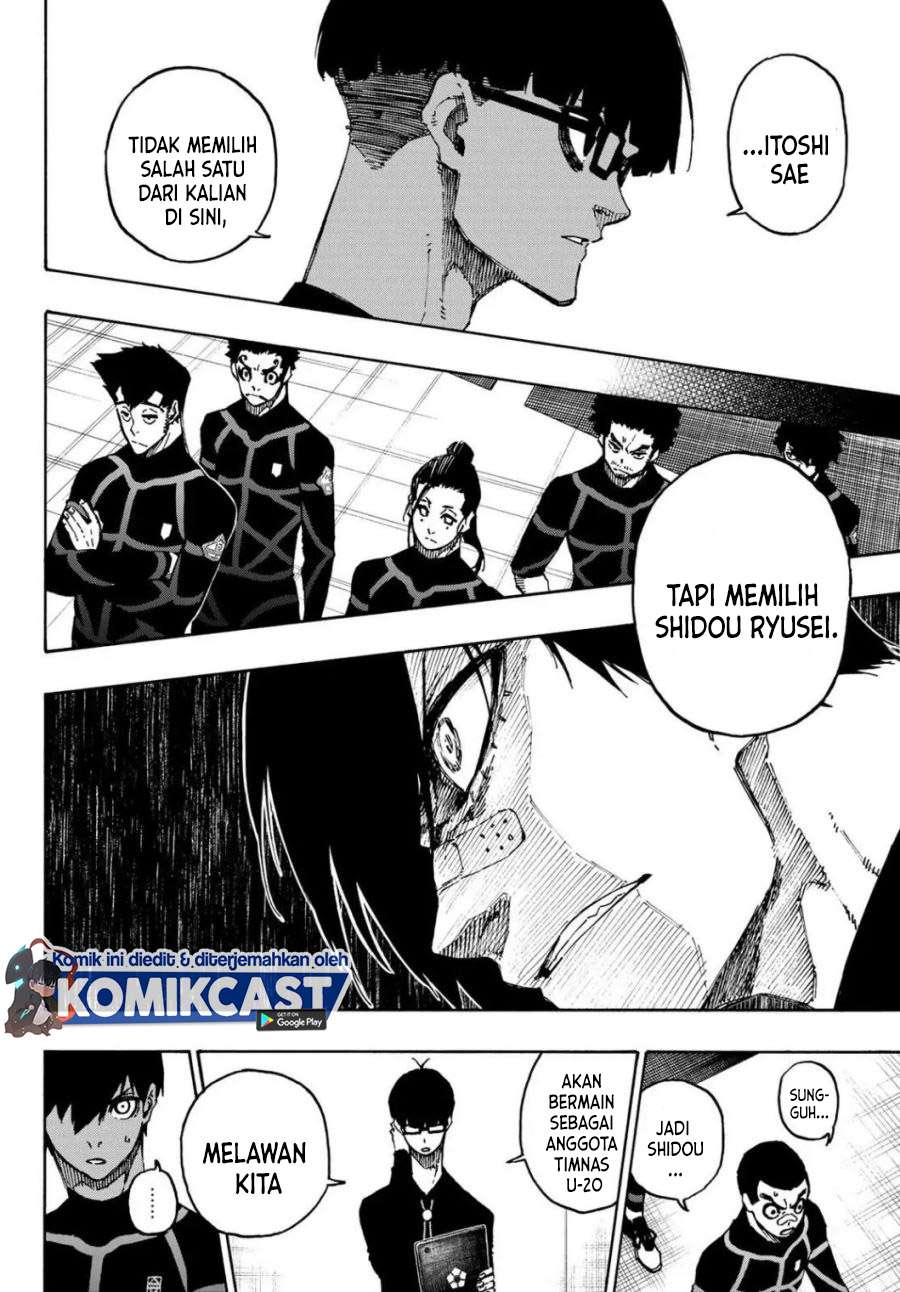 ...ITOSHI
SAE
TIDAK MEMILIH
SALAH SATU
DARI KALIAN
DI SINI,
TAPI MEMILIH
SHIDOU RYUSEI.
Komik ini diedit & diterjemahkan oleh
KOMIKCAST
GET IT ON
Google Play
SUNG-
GUH...
JADI
SHIDOU
...
AKAN
BERMAIN
SEBAGAI
ANGGOTA
TIMNAS
U-20
MELAWAN
KITA
......